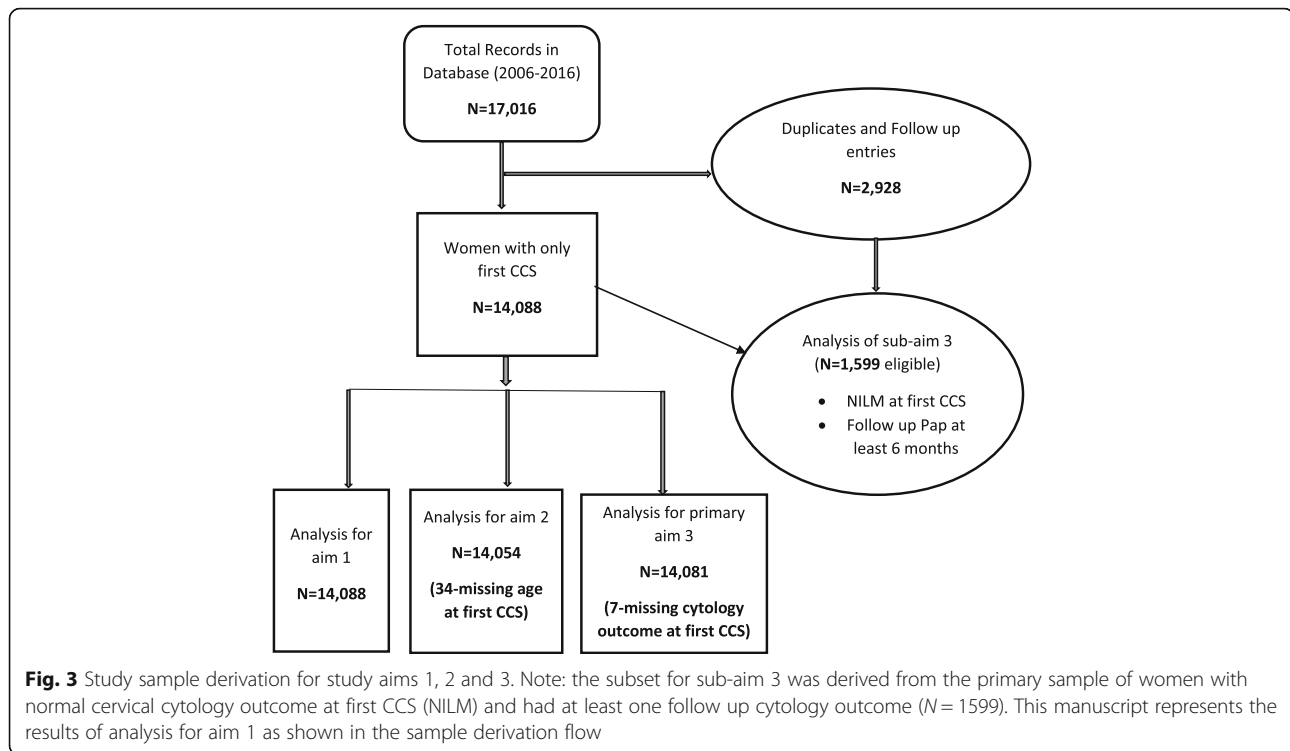 Total Records in
Database (2006-2016)
N=17,016
Duplicates and Follow up
entries
N=2,928
Women with only
first CCS
N=14,088
Analysis of sub-aim 3
(N=1,599 eligible)
• NILM at first CCS
• Follow up Pap at
least 6 months
Analysis for
aim 1
N=14,088
Analysis for aim 2
N=14,054
(34-missing age
at first CCS)
Analysis for primary
aim 3
N=14,081
(7-missing cytology
outcome at first CCS)
Fig. 3 Study sample derivation for study aims 1, 2 and 3. Note: the subset for sub-aim 3 was derived from the primary sample of women with
normal cervical cytology outcome at first CCS (NILM) and had at least one follow up cytology outcome (N = 1599). This manuscript represents the
results of analysis for aim 1 as shown in the sample derivation flow